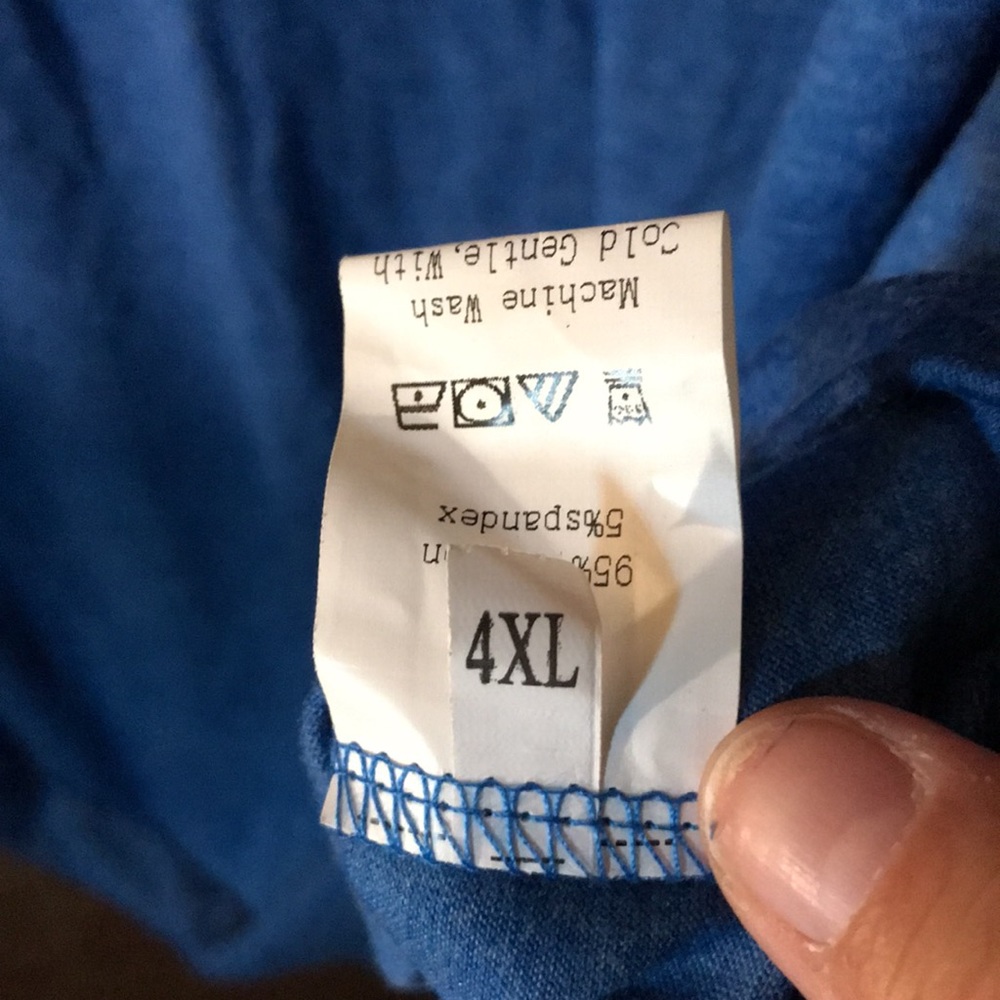 4XL
95%
5%spandex
Machine Wash
Cold Gentle, With